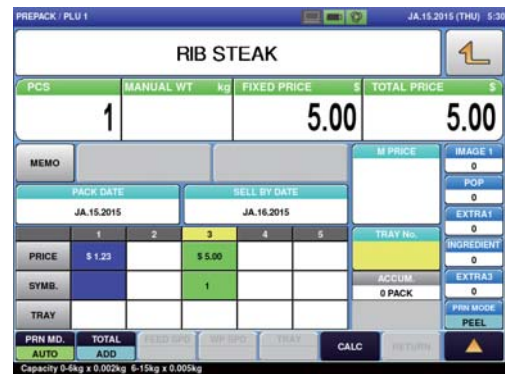 PREPACK / PLU 1 JA.15.2015 (THU) 5:30
RIB STEAK
PCS MANUAL WT kg FIXED PRICE $ TOTAL PRICE $
1 5.00 5.00
MEMO M PRICE IMAGE 1
0
POP
0
PACK DATE SELL BY DATE
JA.15.2015 JA.16.2015 EXTRA1
0
1 2 3 4 5 TRAY No. INGREDIENT
0
PRICE $ 1.23 $ 5.00
SYMB. 1 ACCUM. EXTRA3
0 PACK 0
TRAY PRN MODE
PEEL
PRN MD. TOTAL FEED SPD WP SPD TRAY CALC RETURN
AUTO ADD
Capacity 0-6kg x 0.002kg 6-15kg x 0.005kg